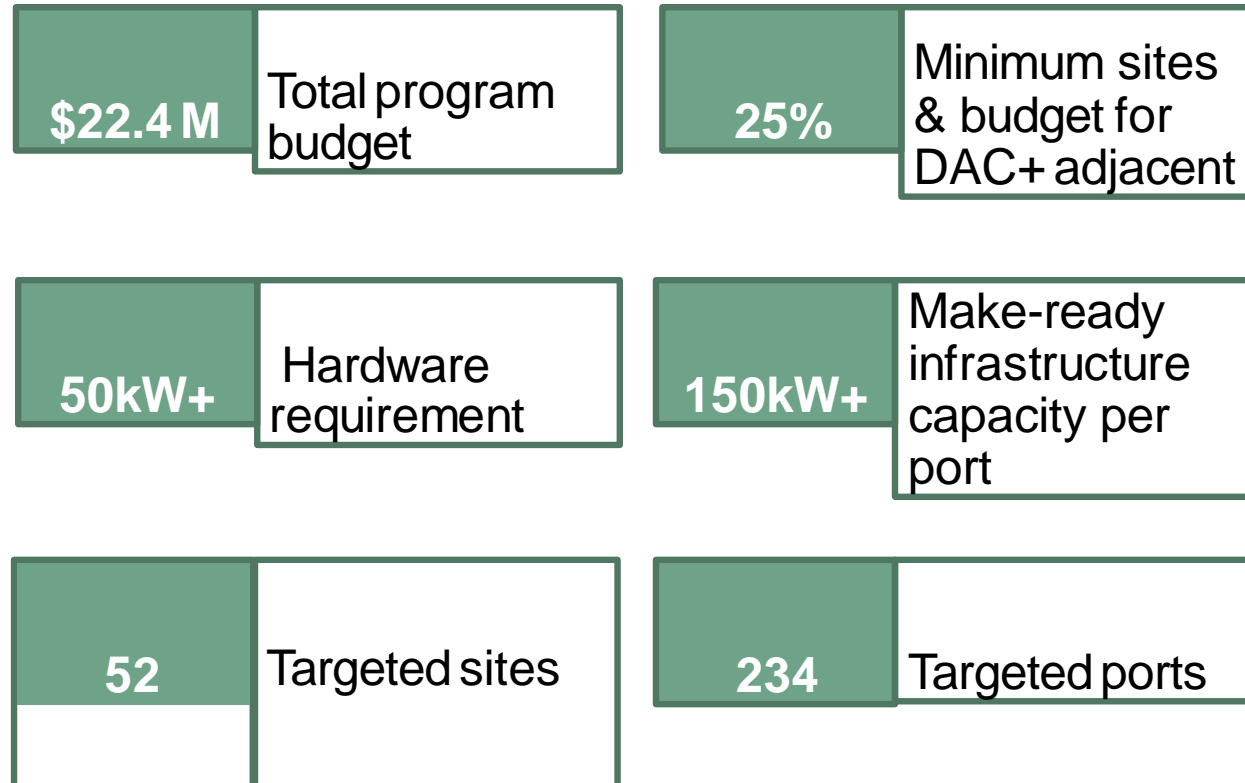 $22.4 M
Total program
budget
25%
Minimum sites
& budget for
DAC+ adjacent
50kW+
Hardware
requirement
150kW+
Make-ready
infrastructure
capacity per
port
52
Targeted sites
234
Targeted ports